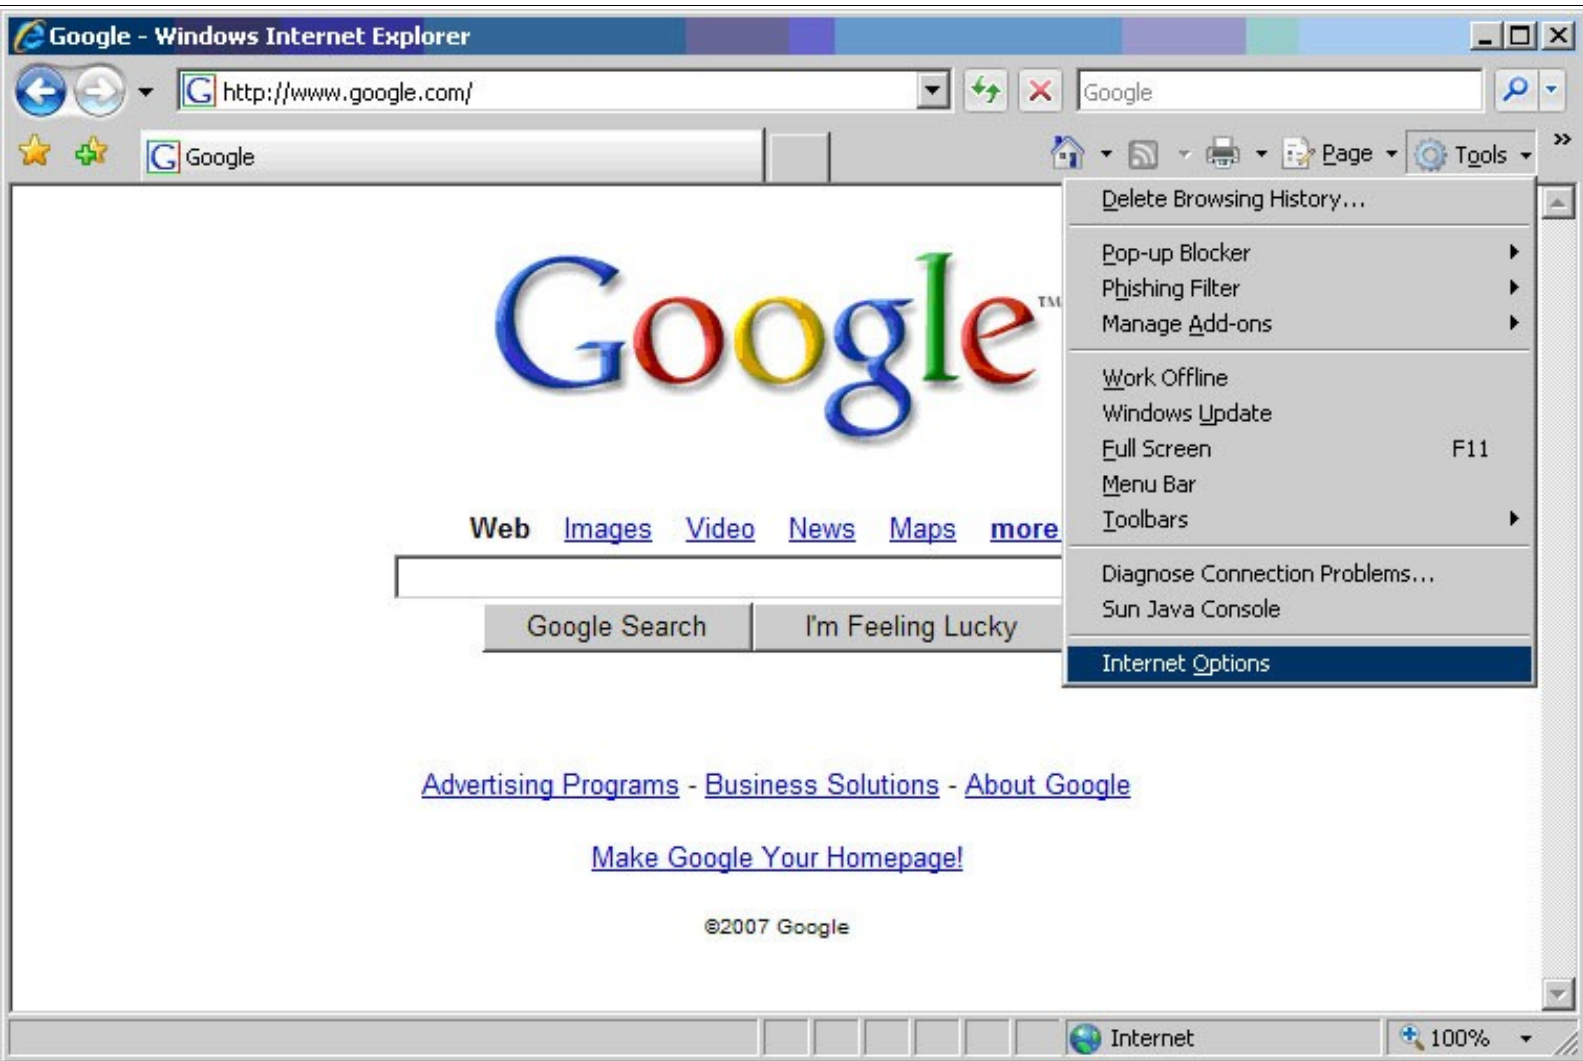 Google - Windows Internet Explorer
http://www.google.com/
Google
Google
Page
Tools
»
Delete Browsing History...
Pop-up Blocker
Phishing Filter
Manage Add-ons
Work Offline
Windows Update
Full Screen F11
Menu Bar
Toolbars
Diagnose Connection Problems...
Sun Java Console
Internet Options
Google™
Web Images Video News Maps more
Google Search I'm Feeling Lucky
Advertising Programs - Business Solutions - About Google
Make Google Your Homepage!
©2007 Google
Internet 100%